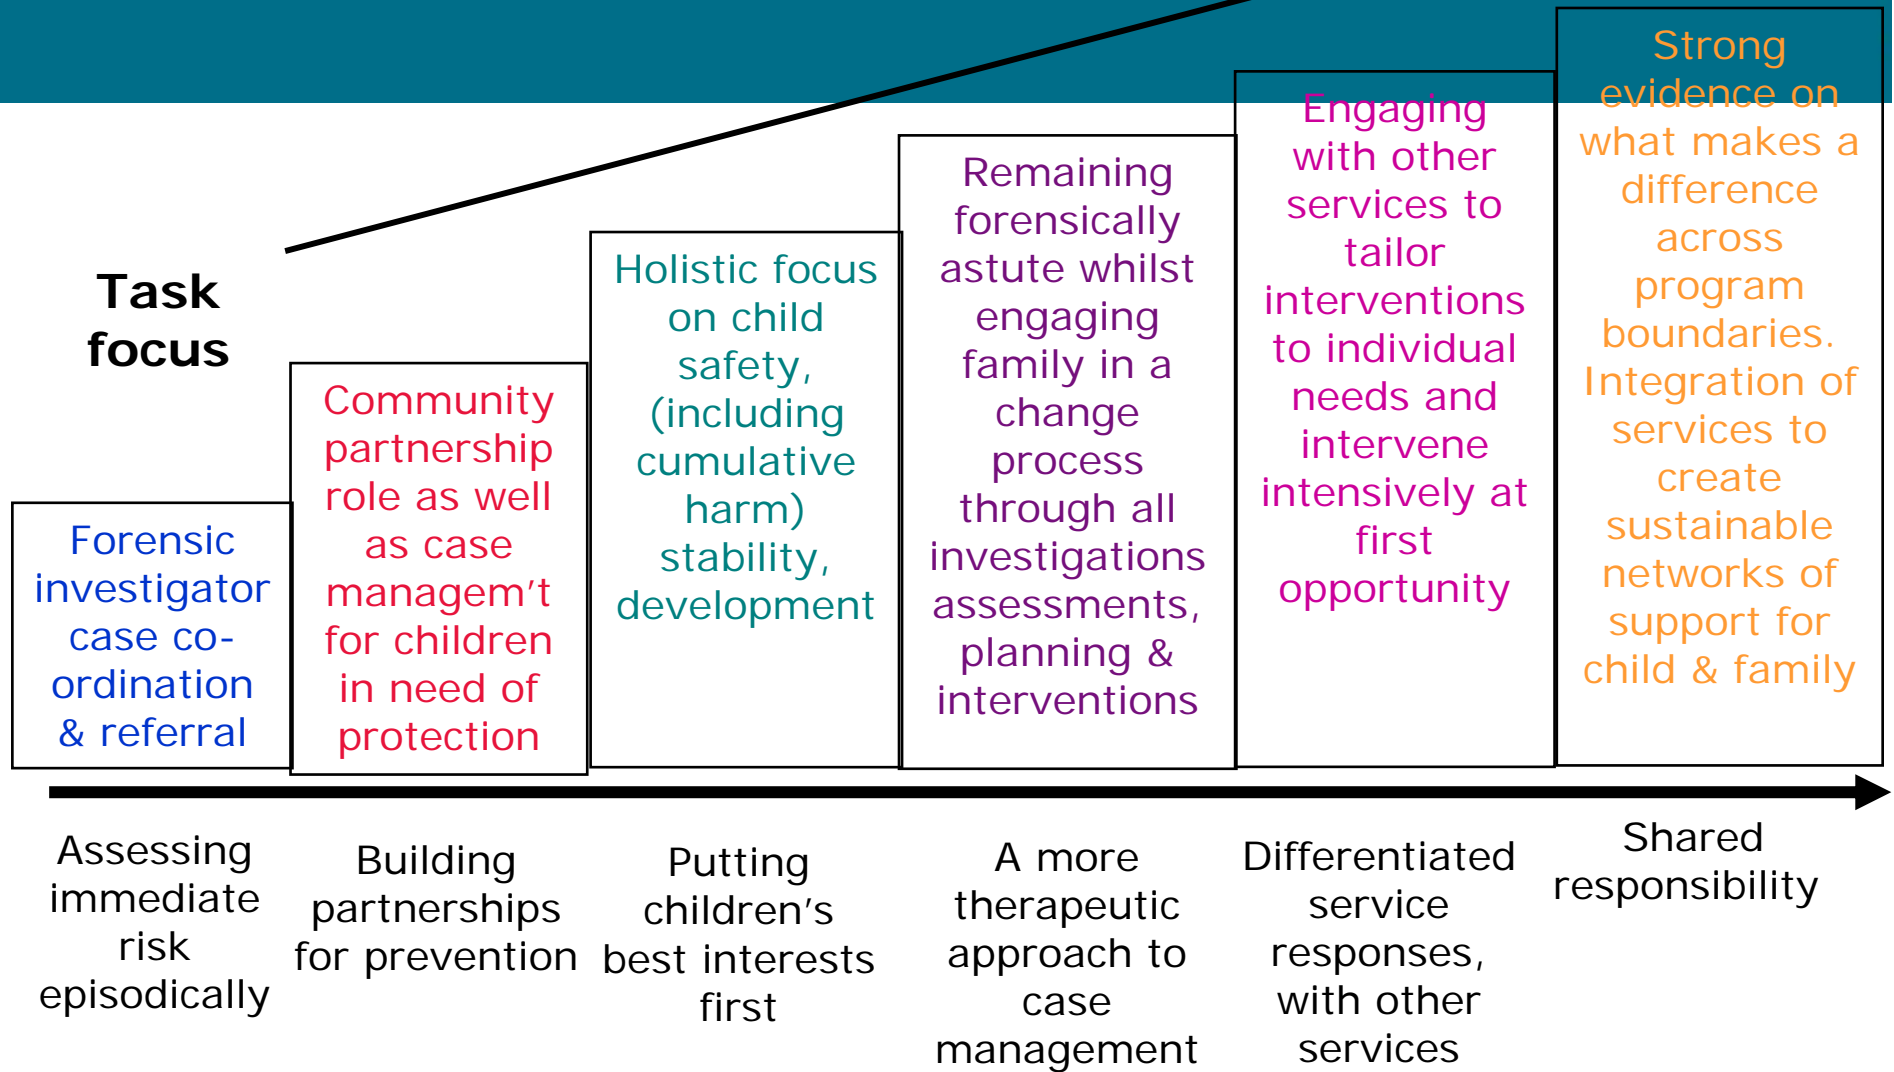 Task
focus
Forensic
investigator
case co-
ordination
& referral
Community
partnership
role as well
as case
managem't
for children
in need of
protection
Holistic focus
on child
safety,
(including
cumulative
harm)
stability,
development
Remaining
forensically
astute whilst
engaging
family in a
change
process
through all
investigations
assessments,
planning &
interventions
Engaging
with other
services to
tailor
interventions
to individual
needs and
intervene
intensively at
first
opportunity
Strong
evidence on
what makes a
difference
across
program
boundaries.
Integration of
services to
create
sustainable
networks of
support for
child & family
Assessing
immediate
risk
episodically
Building
partnerships
for prevention
Putting
children's
best interests
first
A more
therapeutic
approach to
case
management
Differentiated
service
responses,
with other
services
Shared
responsibility